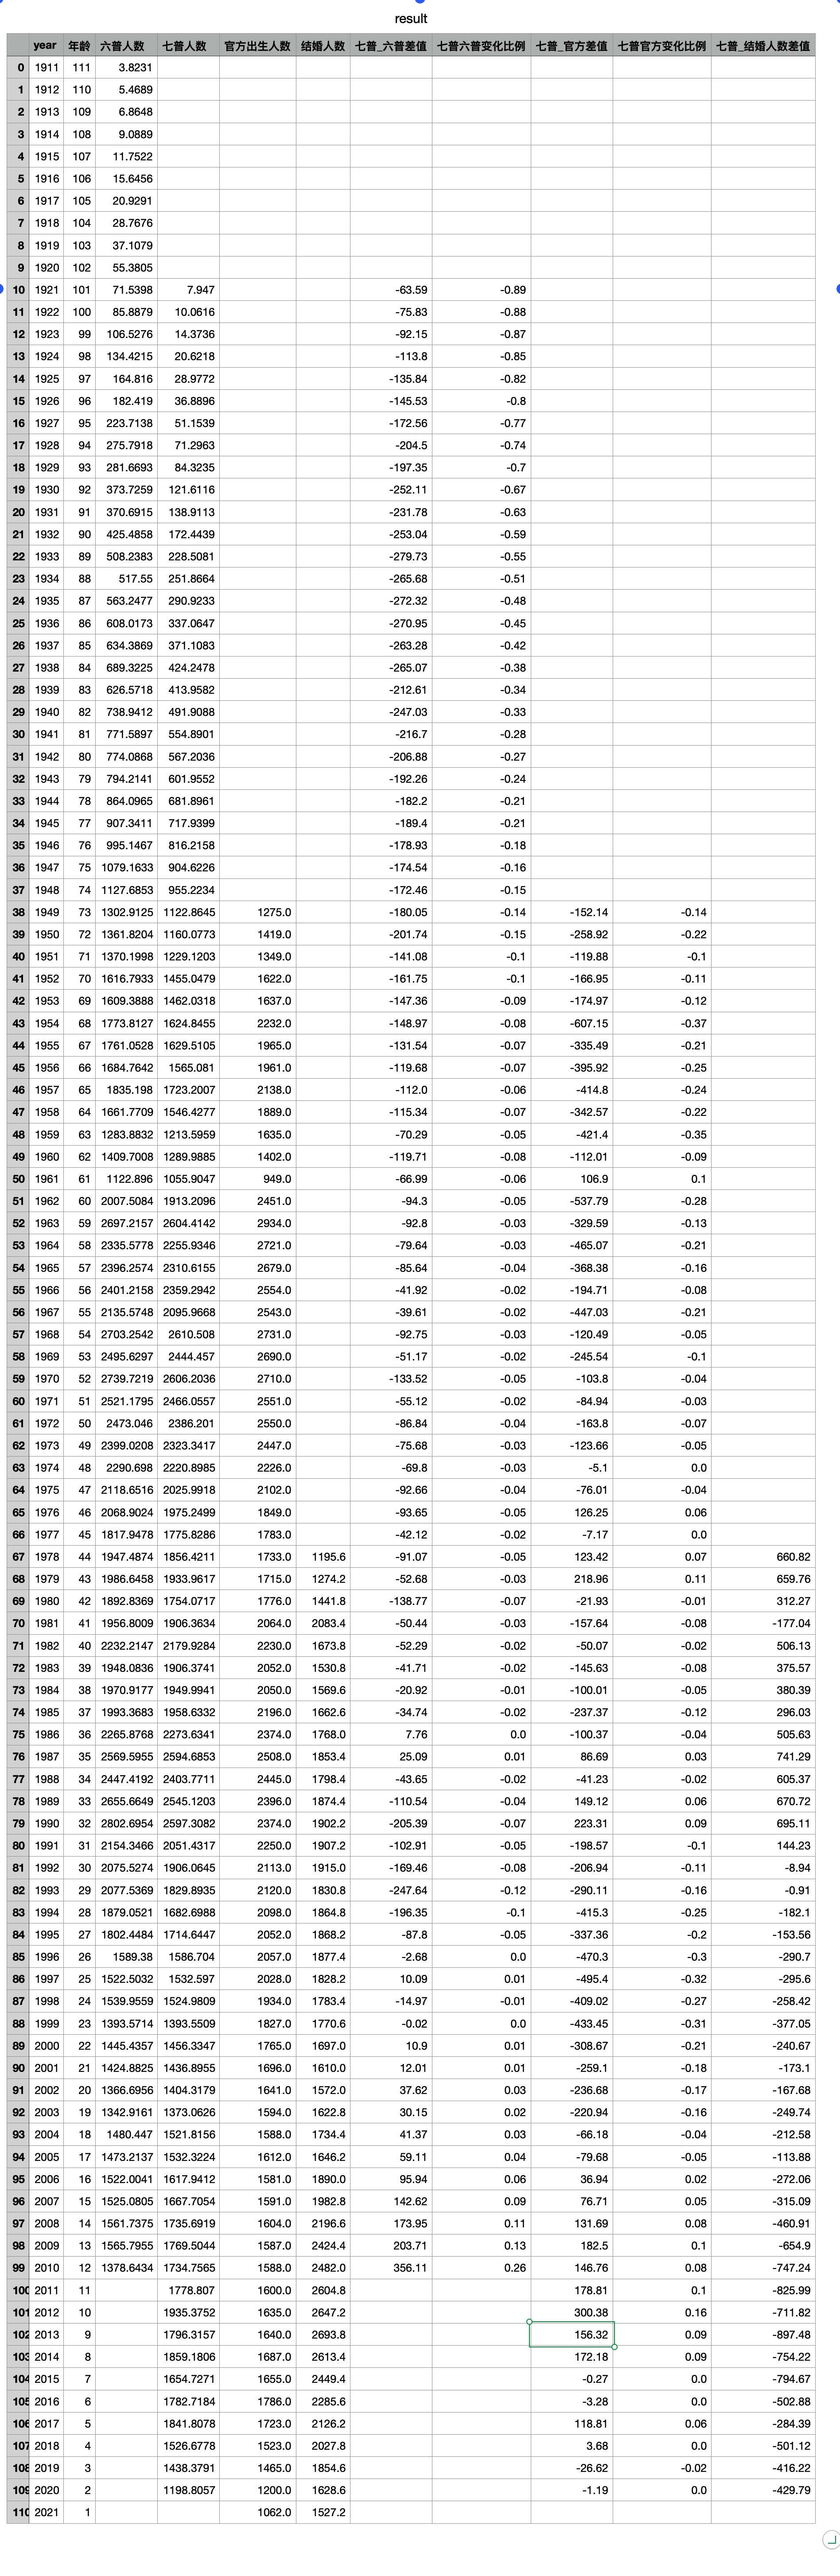 result
year 年龄 六普人数 七普人数 官方出生人数 结婚人数 七普_六普差值 七普六普变化比例 七普_官方差值 七普官方变化比例 七普_结婚人数差值
0 1911 111 3.8231
1 1912 110 5.4689
2 1913 109 6.8648
3 1914 108 9.0889
4 1915 107 11.7522
5 1916 106 15.6456
6 1917 105 20.9291
7 1918 104 28.7676
8 1919 103 37.1079
9 1920 102 55.3805
10 1921 101 71.5398 7.947 -63.59 -0.89
11 1922 100 85.8879 10.0616 -75.83 -0.88
12 1923 99 106.5276 14.3736 -92.15 -0.87
13 1924 98 134.4215 20.6218 -113.8 -0.85
14 1925 97 164.816 28.9772 -135.84 -0.82
15 1926 96 182.419 36.8896 -145.53 -0.8
16 1927 95 223.7138 51.1539 -172.56 -0.77
17 1928 94 275.7918 71.2963 -204.5 -0.74
18 1929 93 281.6693 84.3235 -197.35 -0.7
19 1930 92 373.7259 121.6116 -252.11 -0.67
20 1931 91 370.6915 138.9113 -231.78 -0.63
21 1932 90 425.4858 172.4439 -253.04 -0.59
22 1933 89 508.2383 228.5081 -279.73 -0.55
23 1934 88 517.55 251.8664 -265.68 -0.51
24 1935 87 563.2477 290.9233 -272.32 -0.48
25 1936 86 608.0173 337.0647 -270.95 -0.45
26 1937 85 634.3869 371.1083 -263.28 -0.42
27 1938 84 689.3225 424.2478 -265.07 -0.38
28 1939 83 626.5718 413.9582 -212.61 -0.34
29 1940 82 738.9412 491.9088 -247.03 -0.33
30 1941 81 771.5897 554.8901 -216.7 -0.28
31 1942 80 774.0868 567.2036 -206.88 -0.27
32 1943 79 794.2141 601.9552 -192.26 -0.24
33 1944 78 864.0965 681.8961 -182.2 -0.21
34 1945 77 907.3411 717.9399 -189.4 -0.21
35 1946 76 995.1467 816.2158 -178.93 -0.18
36 1947 75 1079.1633 904.6226 -174.54 -0.16
37 1948 74 1127.6853 955.2234 -172.46 -0.15
38 1949 73 1302.9125 1122.8645 1275.0 -180.05 -0.14 -152.14 -0.14
39 1950 72 1361.8204 1160.0773 1419.0 -201.74 -0.15 -258.92 -0.22
40 1951 71 1370.1998 1229.1203 1349.0 -141.08 -0.1 -119.88 -0.1
41 1952 70 1616.7933 1455.0479 1622.0 -161.75 -0.1 -166.95 -0.11
42 1953 69 1609.3888 1462.0318 1637.0 -147.36 -0.09 -174.97 -0.12
43 1954 68 1773.8127 1624.8455 2232.0 -148.97 -0.08 -607.15 -0.37
44 1955 67 1761.0528 1629.5105 1965.0 -131.54 -0.07 -335.49 -0.21
45 1956 66 1684.7642 1565.081 1961.0 -119.68 -0.07 -395.92 -0.25
46 1957 65 1835.198 1723.2007 2138.0 -112.0 -0.06 -414.8 -0.24
47 1958 64 1661.7709 1546.4277 1889.0 -115.34 -0.07 -342.57 -0.22
48 1959 63 1283.8832 1213.5959 1635.0 -70.29 -0.05 -421.4 -0.35
49 1960 62 1409.7008 1289.9885 1402.0 -119.71 -0.08 -112.01 -0.09
50 1961 61 1122.896 1055.9047 949.0 -66.99 -0.06 106.9 0.1
51 1962 60 2007.5084 1913.2096 2451.0 -94.3 -0.05 -537.79 -0.28
52 1963 59 2697.2157 2604.4142 2934.0 -92.8 -0.03 -329.59 -0.13
53 1964 58 2335.5778 2255.9346 2721.0 -79.64 -0.03 -465.07 -0.21
54 1965 57 2396.2574 2310.6155 2679.0 -85.64 -0.04 -368.38 -0.16
55 1966 56 2401.2158 2359.2942 2554.0 -41.92 -0.02 -194.71 -0.08
56 1967 55 2135.5748 2095.9668 2543.0 -39.61 -0.02 -447.03 -0.21
57 1968 54 2703.2542 2610.508 2731.0 -92.75 -0.03 -120.49 -0.05
58 1969 53 2495.6297 2444.457 2690.0 -51.17 -0.02 -245.54 -0.1
59 1970 52 2739.7219 2606.2036 2710.0 -133.52 -0.05 -103.8 -0.04
60 1971 51 2521.1795 2466.0557 2551.0 -55.12 -0.02 -84.94 -0.03
61 1972 50 2473.046 2386.201 2550.0 -86.84 -0.04 -163.8 -0.07
62 1973 49 2399.0208 2323.3417 2447.0 -75.68 -0.03 -123.66 -0.05
63 1974 48 2290.698 2220.8985 2226.0 -69.8 -0.03 -5.1 0.0
64 1975 47 2118.6516 2025.9918 2102.0 -92.66 -0.04 -76.01 -0.04
65 1976 46 2068.9024 1975.2499 1849.0 -93.65 -0.05 126.25 0.06
66 1977 45 1817.9478 1775.8286 1783.0 -42.12 -0.02 -7.17 0.0
67 1978 44 1947.4874 1856.4211 1733.0 1195.6 -91.07 -0.05 123.42 0.07 660.82
68 1979 43 1986.6458 1933.9617 1715.0 1274.2 -52.68 -0.03 218.96 0.11 659.76
69 1980 42 1892.8369 1754.0717 1776.0 1441.8 -138.77 -0.07 -21.93 -0.01 312.27
70 1981 41 1956.8009 1906.3634 2064.0 2083.4 -50.44 -0.03 -157.64 -0.08 -177.04
71 1982 40 2232.2147 2179.9284 2230.0 1673.8 -52.29 -0.02 -50.07 -0.02 506.13
72 1983 39 1948.0836 1906.3741 2052.0 1530.8 -41.71 -0.02 -145.63 -0.08 375.57
73 1984 38 1970.9177 1949.9941 2050.0 1569.6 -20.92 -0.01 -100.01 -0.05 380.39
74 1985 37 1993.3683 1958.6332 2196.0 1662.6 -34.74 -0.02 -237.37 -0.12 296.03
75 1986 36 2265.8768 2273.6341 2374.0 1768.0 7.76 0.0 -100.37 -0.04 505.63
76 1987 35 2569.5955 2594.6853 2508.0 1853.4 25.09 0.01 86.69 0.03 741.29
77 1988 34 2447.4192 2403.7711 2445.0 1798.4 -43.65 -0.02 -41.23 -0.02 605.37
78 1989 33 2655.6649 2545.1203 2396.0 1874.4 -110.54 -0.04 149.12 0.06 670.72
79 1990 32 2802.6954 2597.3082 2374.0 1902.2 -205.39 -0.07 223.31 0.09 695.11
80 1991 31 2154.3466 2051.4317 2250.0 1907.2 -102.91 -0.05 -198.57 -0.1 144.23
81 1992 30 2075.5274 1906.0645 2113.0 1915.0 -169.46 -0.08 -206.94 -0.11 -8.94
82 1993 29 2077.5369 1829.8935 2120.0 1830.8 -247.64 -0.12 -290.11 -0.16 -0.91
83 1994 28 1879.0521 1682.6988 2098.0 1864.8 -196.35 -0.1 -415.3 -0.25 -182.1
84 1995 27 1802.4484 1714.6447 2052.0 1868.2 -87.8 -0.05 -337.36 -0.2 -153.56
85 1996 26 1589.38 1586.704 2057.0 1877.4 -2.68 0.0 -470.3 -0.3 -290.7
86 1997 25 1522.5032 1532.597 2028.0 1828.2 10.09 0.01 -495.4 -0.32 -295.6
87 1998 24 1539.9559 1524.9809 1934.0 1783.4 -14.97 -0.01 -409.02 -0.27 -258.42
88 1999 23 1393.5714 1393.5509 1827.0 1770.6 -0.02 0.0 -433.45 -0.31 -377.05
89 2000 22 1445.4357 1456.3347 1765.0 1697.0 10.9 0.01 -308.67 -0.21 -240.67
90 2001 21 1424.8825 1436.8955 1696.0 1610.0 12.01 0.01 -259.1 -0.18 -173.1
91 2002 20 1366.6956 1404.3179 1641.0 1572.0 37.62 0.03 -236.68 -0.17 -167.68
92 2003 19 1342.9161 1373.0626 1594.0 1622.8 30.15 0.02 -220.94 -0.16 -249.74
93 2004 18 1480.447 1521.8156 1588.0 1734.4 41.37 0.03 -66.18 -0.04 -212.58
94 2005 17 1473.2137 1532.3224 1612.0 1646.2 59.11 0.04 -79.68 -0.05 -113.88
95 2006 16 1522.0041 1617.9412 1581.0 1890.0 95.94 0.06 36.94 0.02 -272.06
96 2007 15 1525.0805 1667.7054 1591.0 1982.8 142.62 0.09 76.71 0.05 -315.09
97 2008 14 1561.7375 1735.6919 1604.0 2196.6 173.95 0.11 131.69 0.08 -460.91
98 2009 13 1565.7955 1769.5044 1587.0 2424.4 203.71 0.13 182.5 0.1 -654.9
99 2010 12 1378.6434 1734.7565 1588.0 2482.0 356.11 0.26 146.76 0.08 -747.24
100 2011 11 1778.807 1600.0 2604.8 178.81 0.1 -825.99
101 2012 10 1935.3752 1635.0 2647.2 300.38 0.16 -711.82
102 2013 9 1796.3157 1640.0 2693.8 156.32 0.09 -897.48
103 2014 8 1859.1806 1687.0 2613.4 172.18 0.09 -754.22
104 2015 7 1654.7271 1655.0 2449.4 -0.27 0.0 -794.67
105 2016 6 1782.7184 1786.0 2285.6 -3.28 0.0 -502.88
106 2017 5 1841.8078 1723.0 2126.2 118.81 0.06 -284.39
107 2018 4 1526.6778 1523.0 2027.8 3.68 0.0 -501.12
108 2019 3 1438.3791 1465.0 1854.6 -26.62 -0.02 -416.22
109 2020 2 1198.8057 1200.0 1628.6 -1.19 0.0 -429.79
110 2021 1 1062.0 1527.2